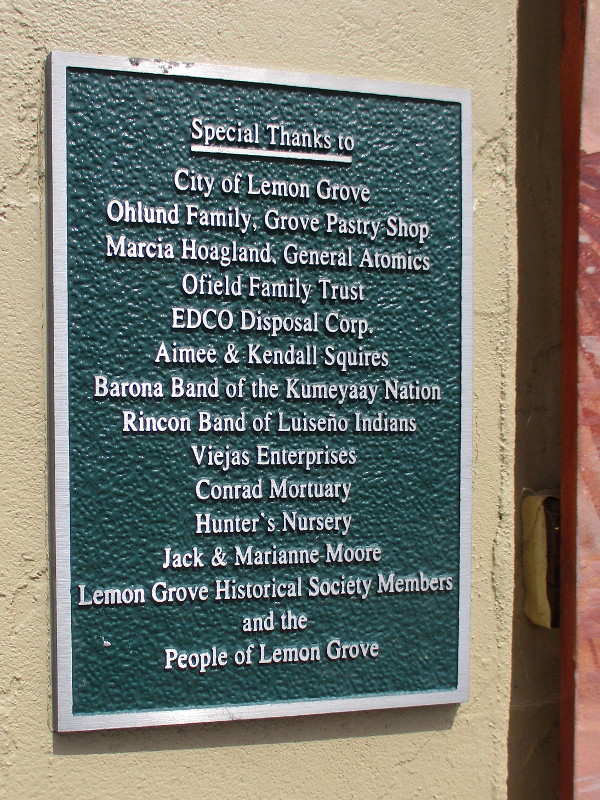 Special Thanks to
City of Lemon Grove
Ohlund Family, Grove Pastry Shop
Marcia Hoagland, General Atomics
Ofield Family Trust
EDCO Disposal Corp.
Aimee & Kendall Squires
Barona Band of the Kumeyaay Nation
Rincon Band of Luiseño Indians
Viejas Enterprises
Conrad Mortuary
Hunter's Nursery
Jack & Marianne Moore
Lemon Grove Historical Society Members
and the
People of Lemon Grove